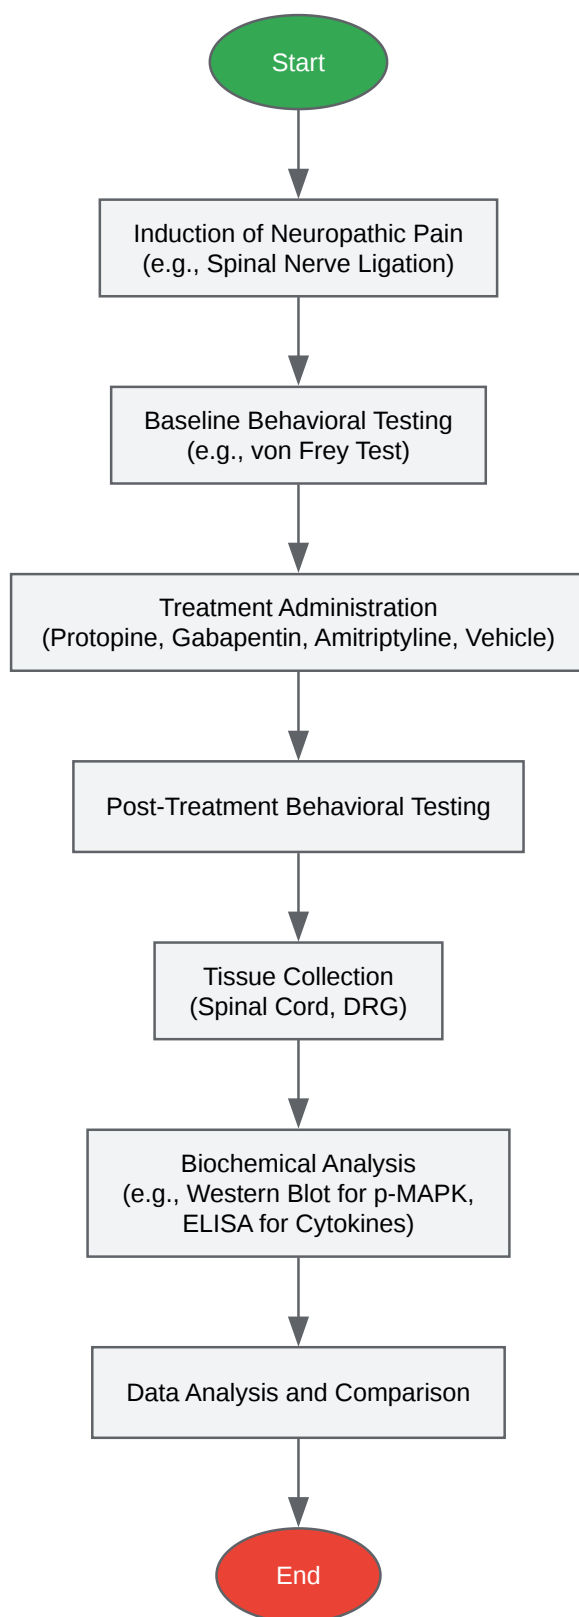 Start
Induction of Neuropathic Pain
(e.g., Spinal Nerve Ligation)
Baseline Behavioral Testing
(e.g., von Frey Test)
Treatment Administration
(Protopine, Gabapentin, Amitriptyline, Vehicle)
Post-Treatment Behavioral Testing
Tissue Collection
(Spinal Cord, DRG)
Biochemical Analysis
(e.g., Western Blot for p-MAPK,
ELISA for Cytokines)
Data Analysis and Comparison
End